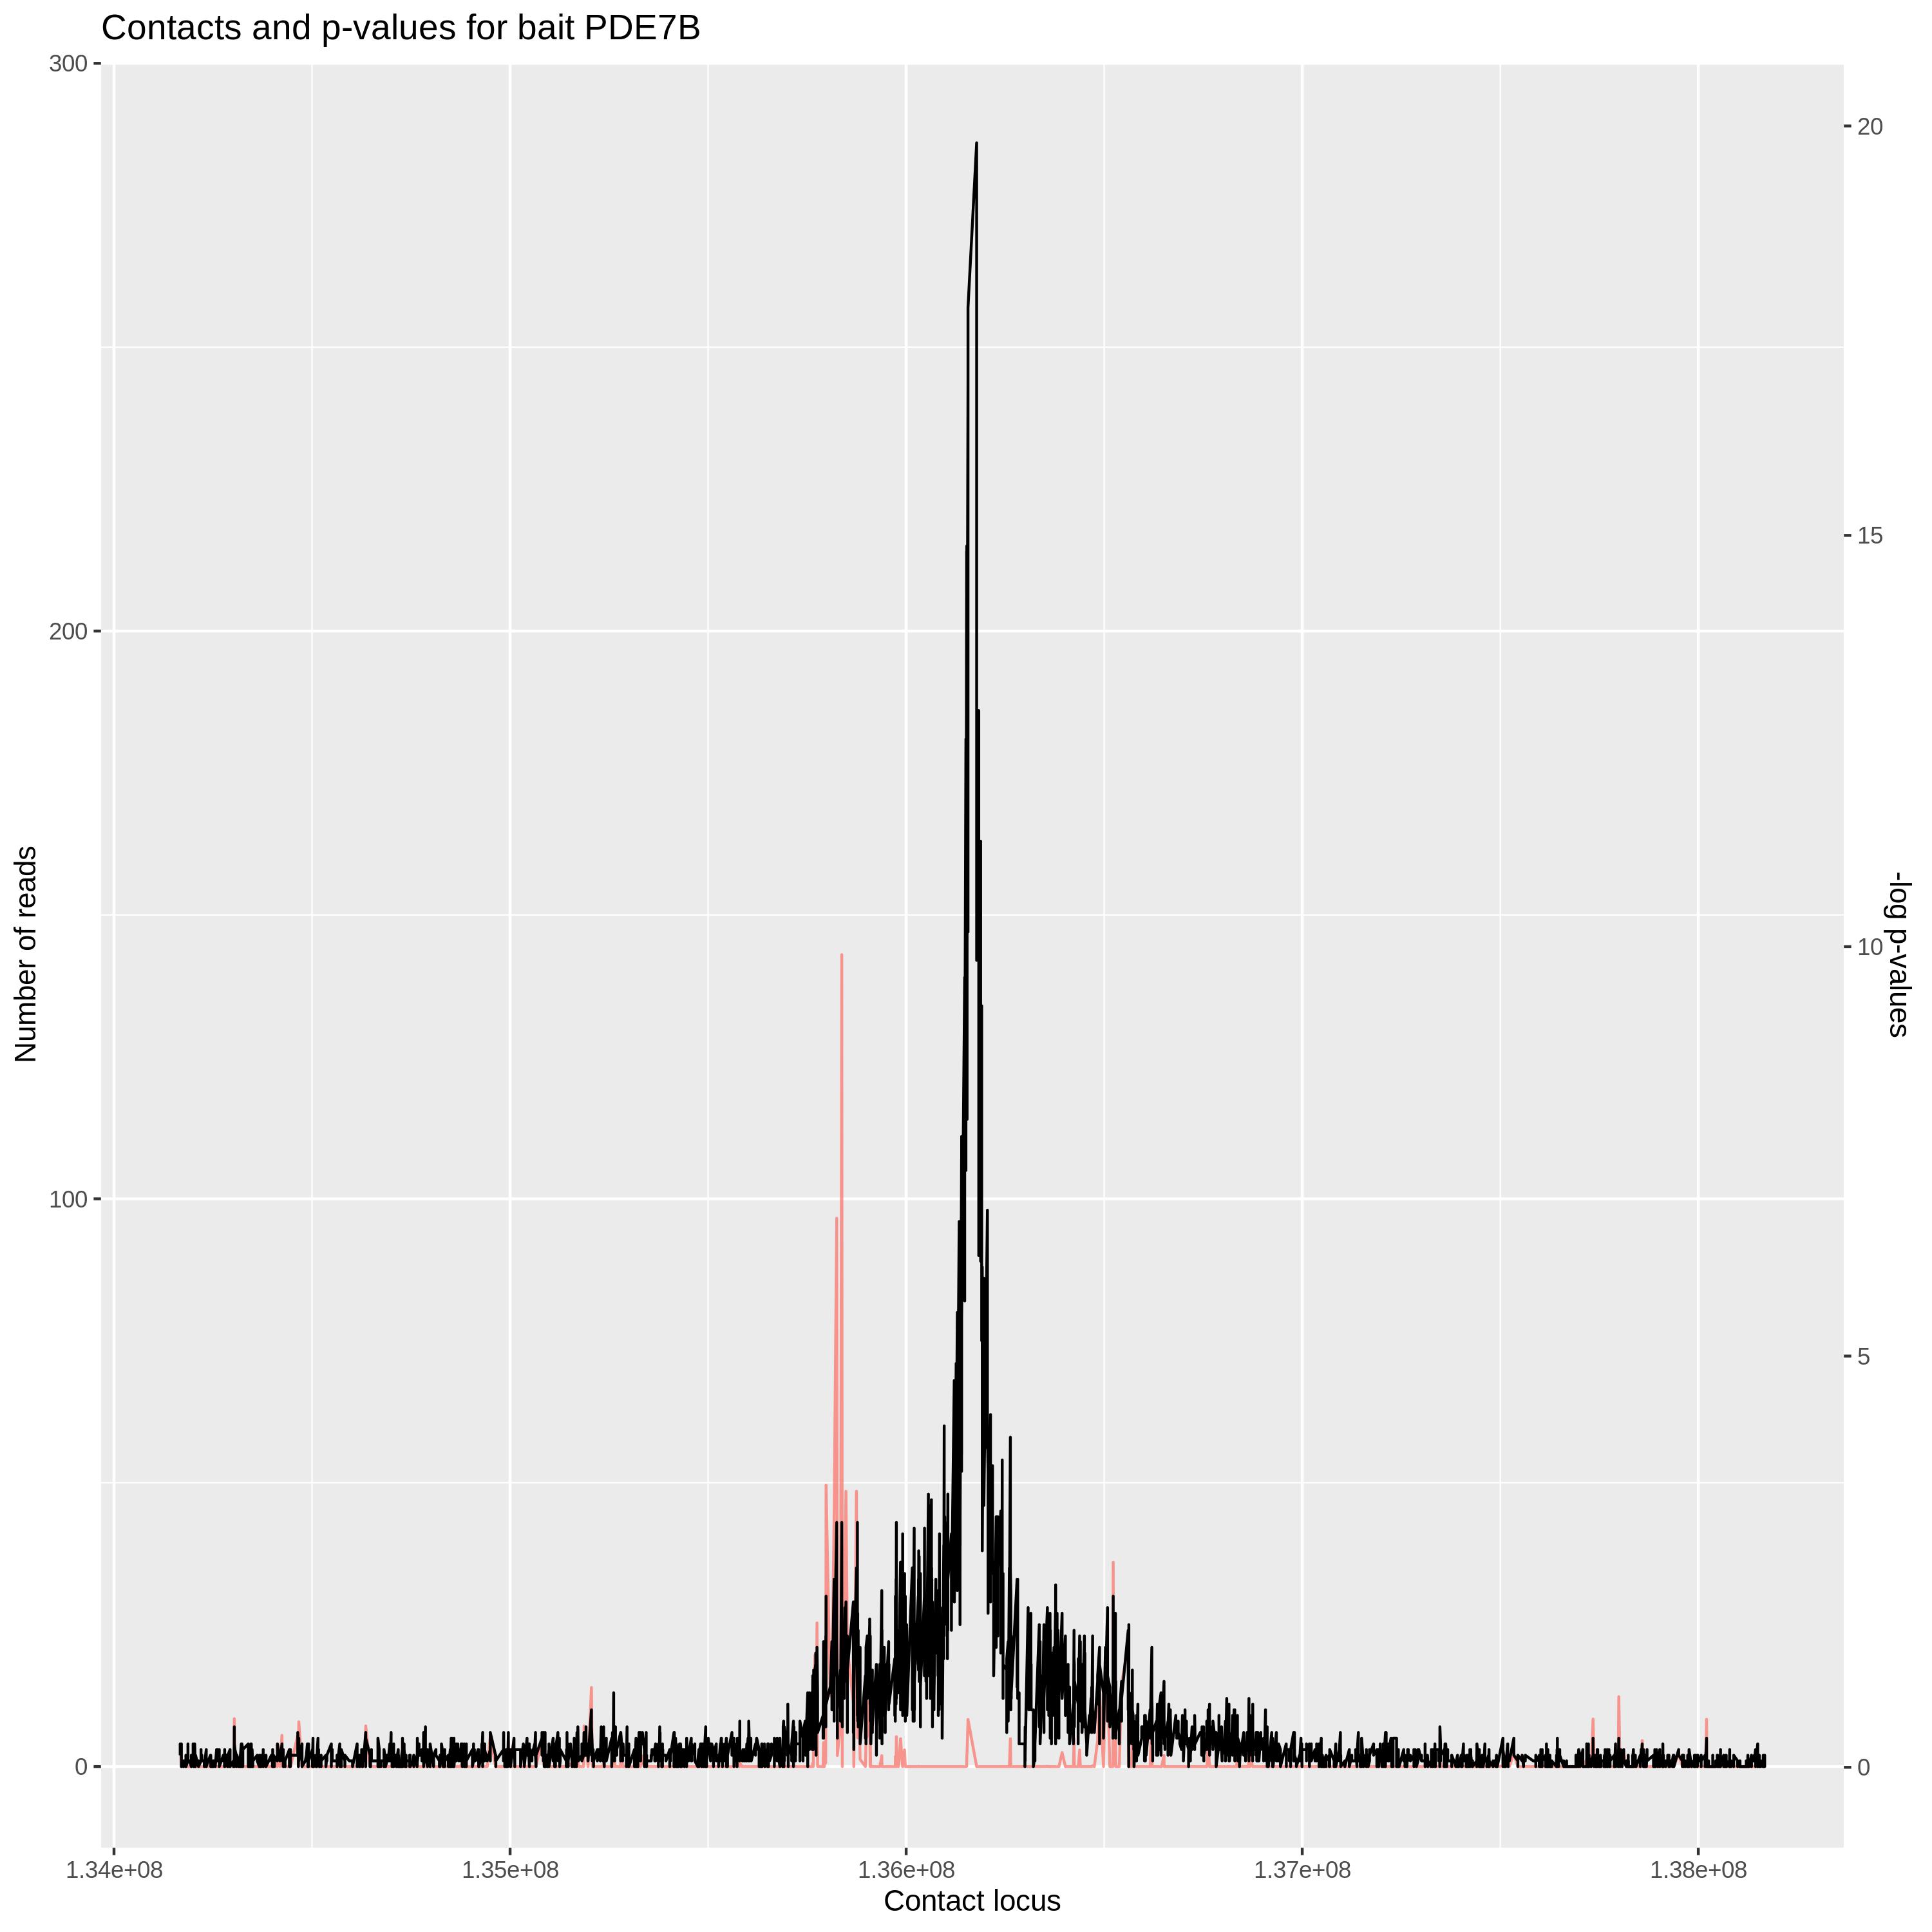 Contacts and p-values for bait PDE7B
300
200
100
0
Number of reads
20
15
10
5
0
-log p-values
1.34e+08
1.35e+08
1.36e+08
1.37e+08
1.38e+08
Contact locus